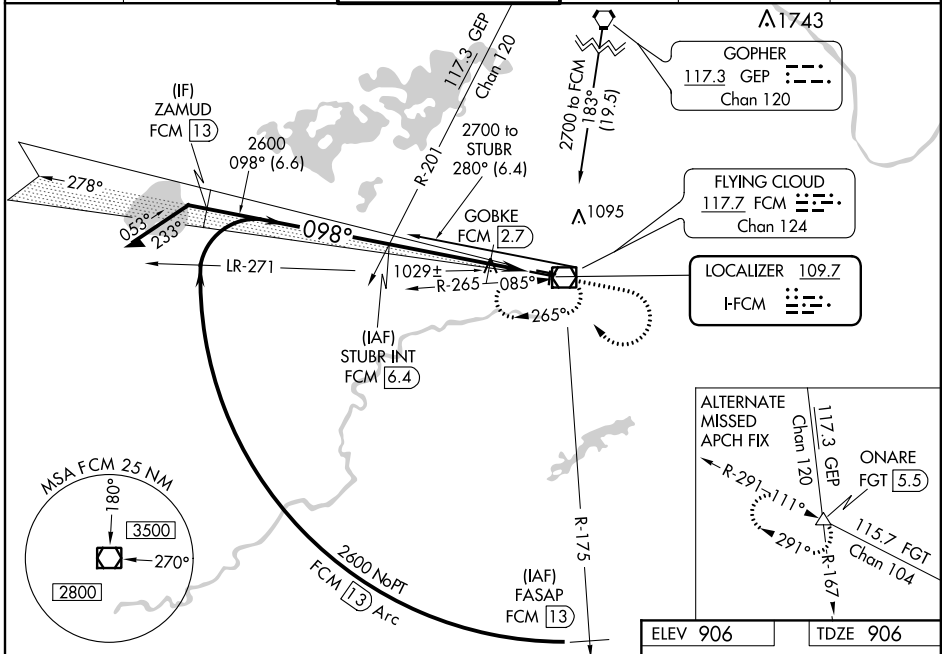 1743
GOPHER
117.3 GEP
Chan 120
117.3 GEP
Chan 120
R-201
2700 to FCM
183°
(19.5)
(IF)
ZAMUD
FCM 13
2600
098° (6.6)
2700 to
STUBR
280° (6.4)
278°
053°
233°
098°
GOBKE
FCM 2.7
1095
FLYING CLOUD
117.7 FCM
Chan 124
LR-271
1029±
R-265
085°
265°
LOCALIZER 109.7
I-FCM
(IAF)
STUBR INT
FCM 6.4
ALTERNATE
MISSED
APCH FIX
117.3 GEP
Chan 120
ONARE
FGT 5.5
R-291
111°
291°
R-167
115.7 FGT
Chan 104
MSA FCM 25 NM
180°
3500
270°
2800
2600 NoPT
FCM 13 Arc
R-175
(IAF)
FASAP
FCM 13
ELEV 906
TDZE 906